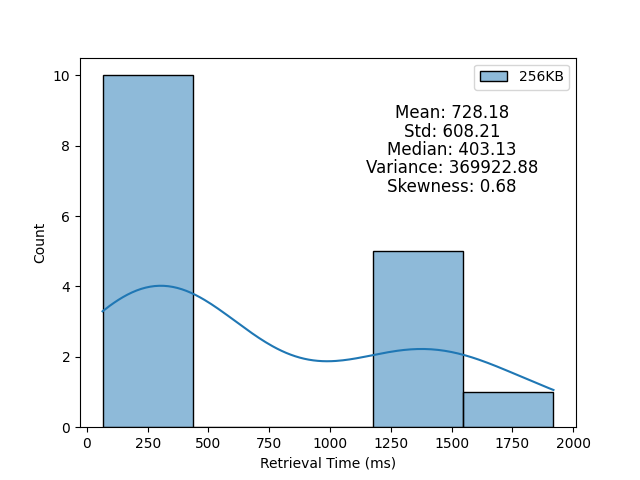 256KB
Mean: 728.18
Std: 608.21
Median: 403.13
Variance: 369922.88
Skewness: 0.68
Count
10
8
6
4
2
0
0 250 500 750 1000 1250 1500 1750 2000
Retrieval Time (ms)